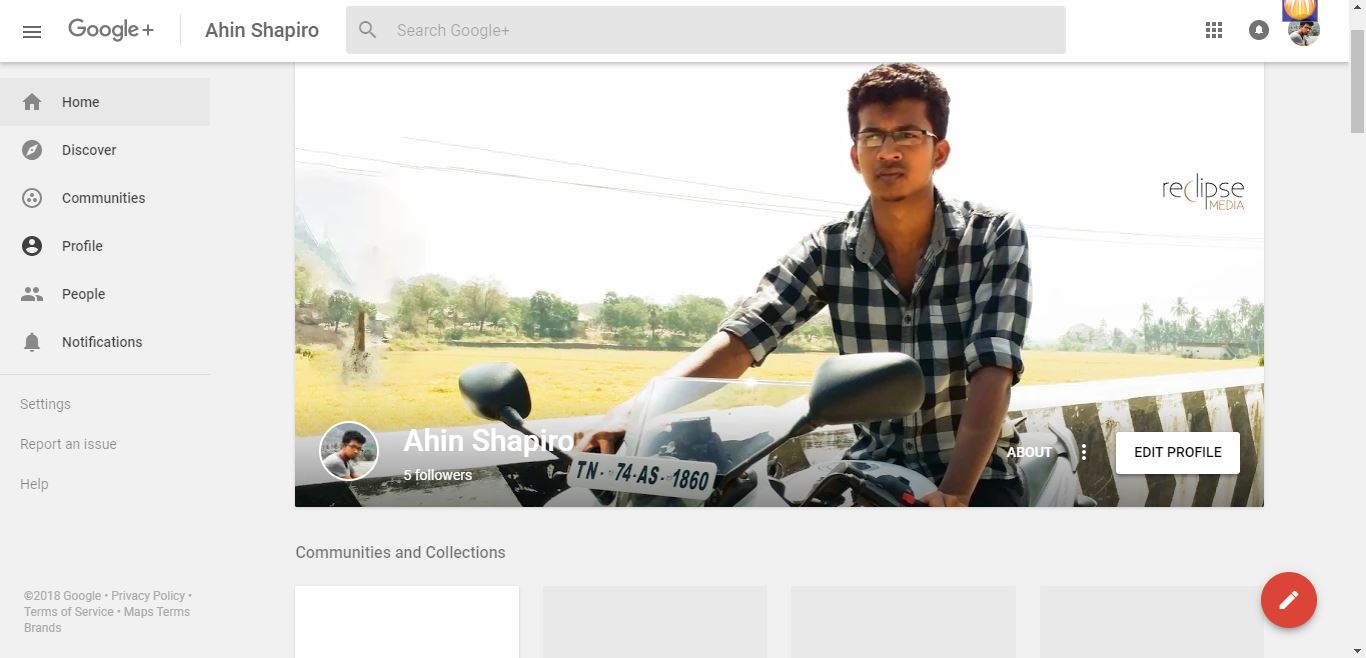 Google+
Ahin Shapiro
Search Google+
Home
Discover
Communities
Profile
People
Notifications
Settings
Report an issue
Help
©2018 Google • Privacy Policy •
Terms of Service • Maps Terms
Brands
reclipse
MEDIA
Ahin Shapiro
5 followers
TN - 74-AS- 1860
ABOUT
EDIT PROFILE
Communities and Collections